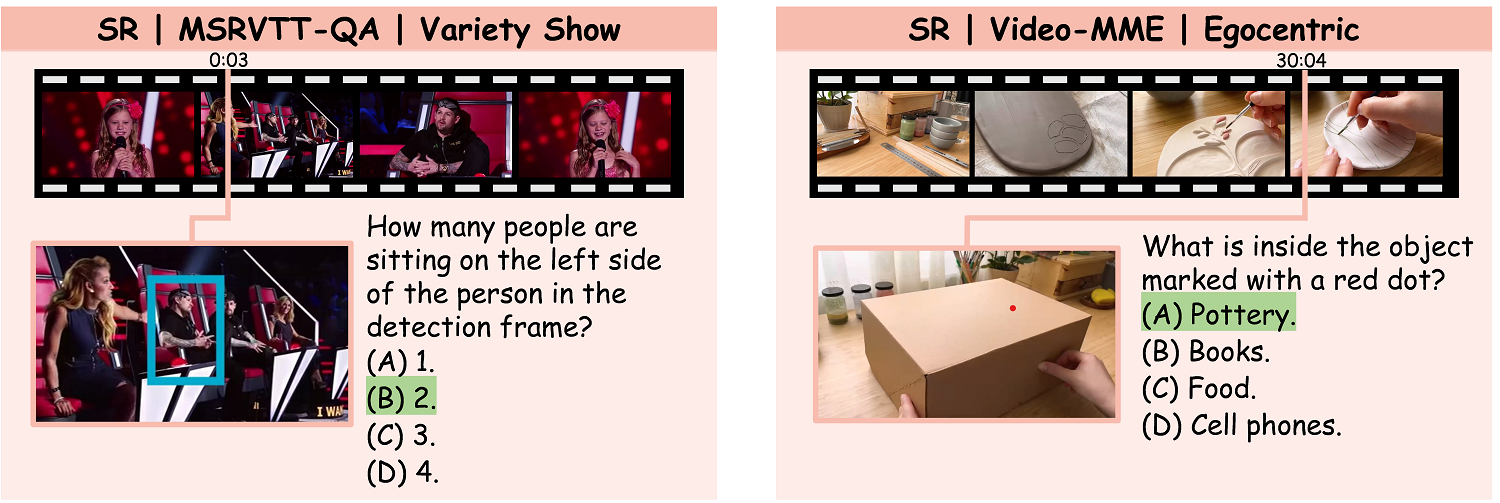 SR | MSRVTT-QA | Variety Show
0:03
I WAN
How many people are
sitting on the left side
of the person in the
detection frame?
(A) 1.
(B) 2.
(C) 3.
(D) 4.
I WAN
SR | Video-MME | Egocentric
30:04
What is inside the object
marked with a red dot?
(A) Pottery.
(B) Books.
(C) Food.
(D) Cell phones.